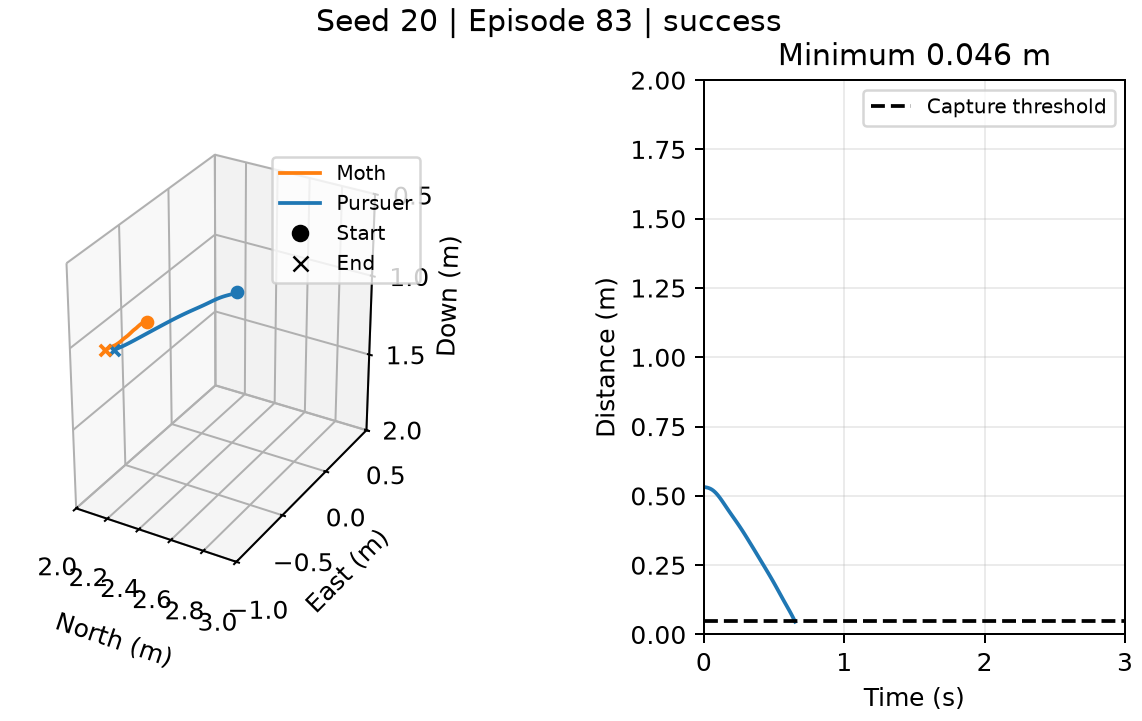 Seed 20 | Episode 83 | success
Moth
Pursuer
Start
End
0.5
1.0
1.5
2.0
Down (m)
0.5
0.0
−0.5
−1.0
East (m)
2.0
2.2
2.4
2.6
2.8
3.0
North (m)
Minimum 0.046 m
Capture threshold
2.00
1.75
1.50
1.25
1.00
0.75
0.50
0.25
0.00
Distance (m)
0
1
2
3
Time (s)